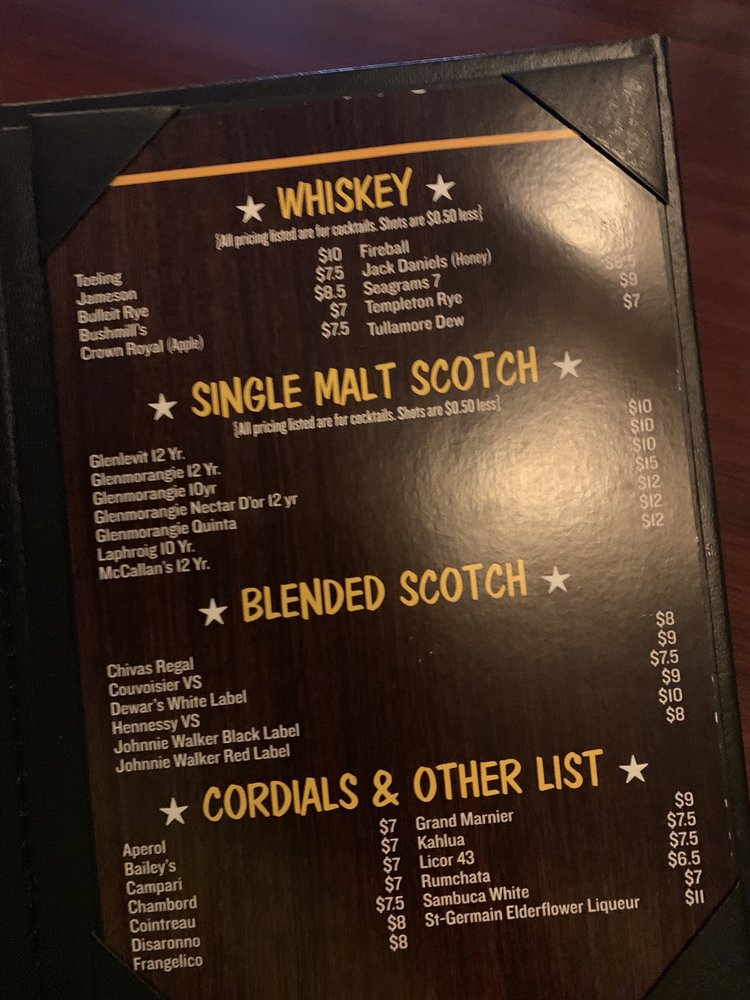 WHISKEY
{All pricing listed are for cocktails. Shots are $0.50 less}
Teeling $10
Jameson $7.5
Bulleit Rye $8.5
Bushmill's $7
Crown Royal (Apple) $7.5
Fireball
Jack Daniels (Honey)
Seagrams 7
Templeton Rye $9
Tullamore Dew $7
SINGLE MALT SCOTCH
{All pricing listed are for cocktails. Shots are $0.50 less}
Glenlevit 12 Yr. $10
Glenmorangie 12 Yr. $10
Glenmorangie 10yr $10
Glenmorangie Nectar D'or 12 yr $15
Glenmorangie Quinta $12
Laphroig 10 Yr. $12
McCallan's 12 Yr. $12
BLENDED SCOTCH
Chivas Regal $8
Couvoisier VS $9
Dewar's White Label $7.5
Hennessy VS $9
Johnnie Walker Black Label $10
Johnnie Walker Red Label $8
CORDIALS & OTHER LIST
Aperol $7
Bailey's $7
Campari $7
Chambord $7
Cointreau $7.5
Disaronno $8
Frangelico $8
Grand Marnier $9
Kahlua $7.5
Licor 43 $7.5
Rumchata $6.5
Sambuca White $7
St-Germain Elderflower Liqueur $11